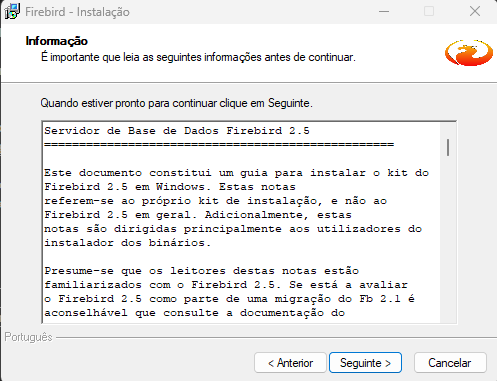 Firebird - Instalação
Informação
É importante que leia as seguintes informações antes de continuar.
Quando estiver pronto para continuar clique em Seguinte.
Servidor de Base de Dados Firebird 2.5
==================================================
Este documento constitui um guia para instalar o kit do
Firebird 2.5 em Windows. Estas notas
referem-se ao próprio kit de instalação, e não ao
Firebird 2.5 em geral. Adicionalmente, estas
notas são dirigidas principalmente aos utilizadores do
instalador dos binários.
Presume-se que os leitores destas notas estão
familiarizados com o Firebird 2.5. Se está a avaliar
o Firebird 2.5 como parte de uma migração do Fb 2.1 é
aconselhável que consulte a documentação do
Português
< Anterior
Seguinte >
Cancelar